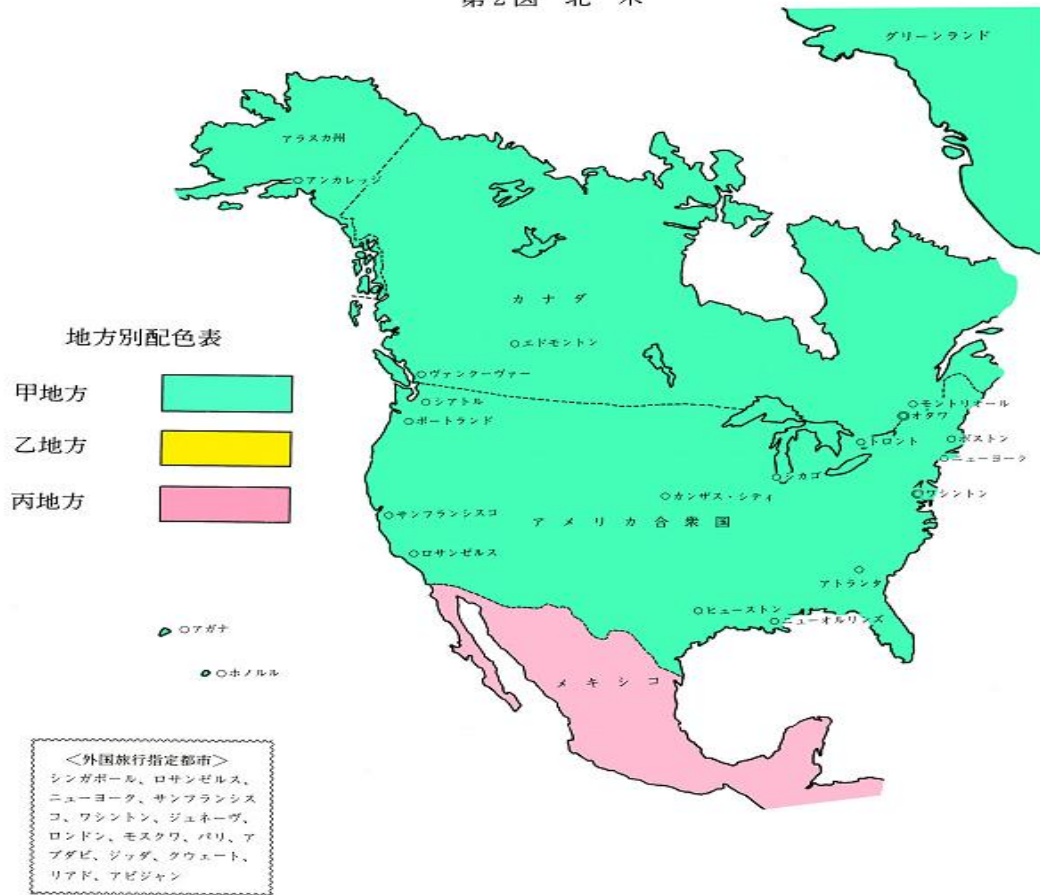 第2図 北 米
グリーンランド
アラスカ州
アンカレッジ
カ ナ ダ
地方別配色表
エドモントン
ヴァンクーヴァー
甲地方
シアトル
モントリオール
ポートランド
オタワ
乙地方
トロント
ボストン
ニューヨーク
シカゴ
丙地方
カンザス・シティ
ワシントン
サンフランシスコ
ア メ リ カ 合 衆 国
ロサンゼルス
アトランタ
ヒューストン
ニューオルリンズ
アガナ
ホノルル
メ キ シ コ
＜外国旅行指定都市＞
シンガポール、ロサンゼルス、
ニューヨーク、サンフランシス
コ、ワシントン、ジュネーヴ、
ロンドン、モスクワ、パリ、ア
ブダビ、ジッダ、クウェート、
リアド、アビジャン